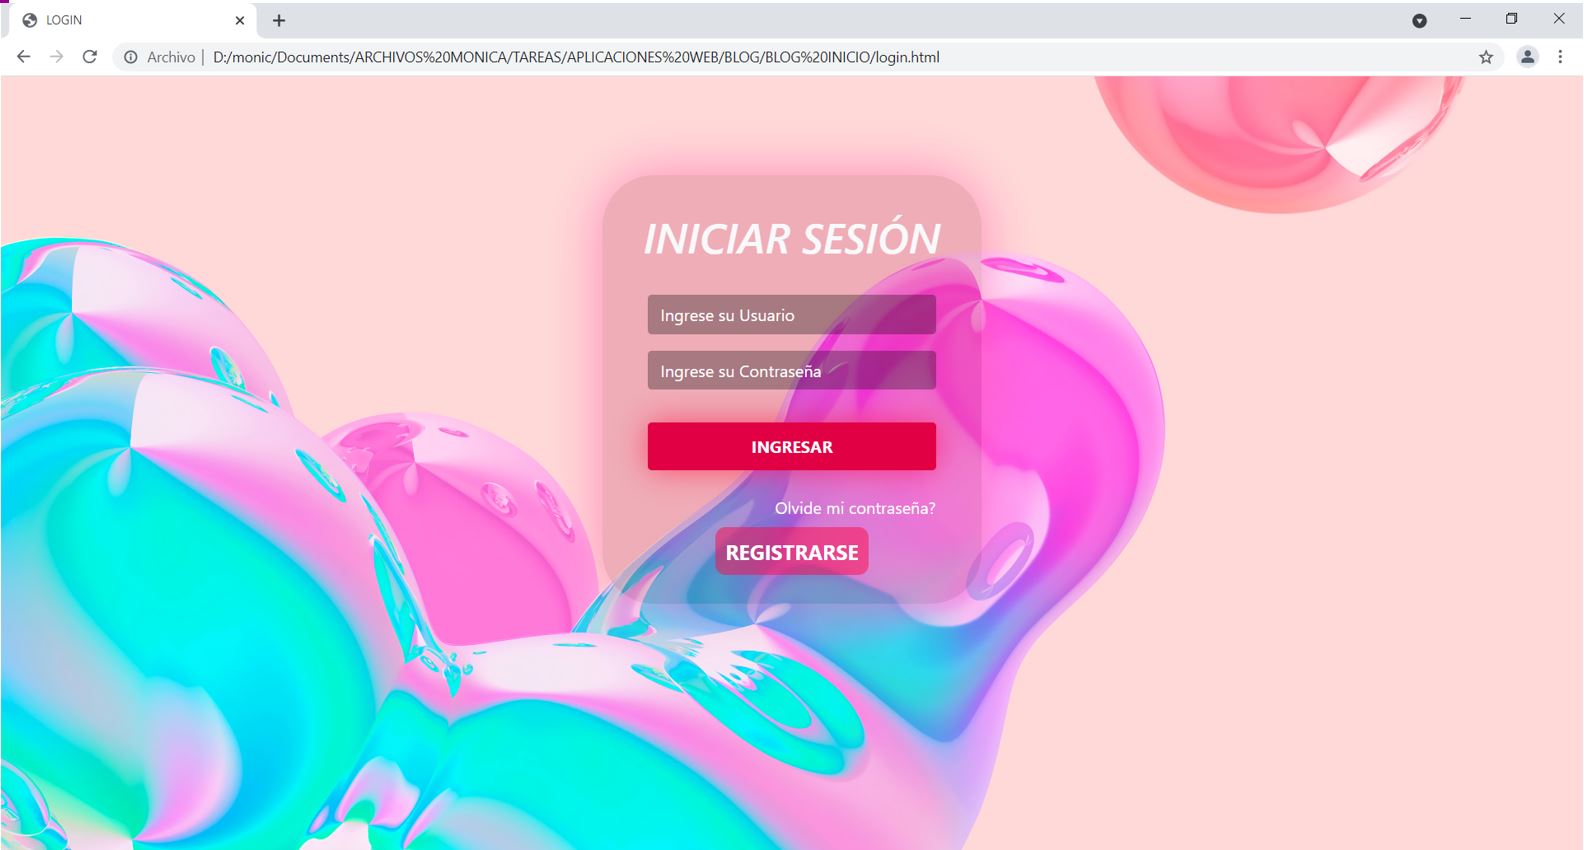 LOGIN
Archivo | D:/monic/Documents/ARCHIVOS%20MONICA/TAREAS/APLICACIONES%20WEB/BLOG/BLOG%20INICIO/login.html
INICIAR SESIÓN
Ingrese su Usuario
Ingrese su Contraseña
INGRESAR
Olvide mi contraseña?
REGISTRARSE